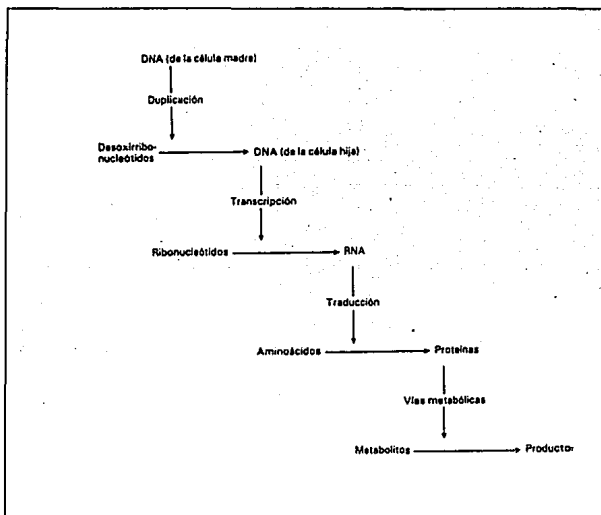 DNA (de la célula madre)
Duplicación
Desoxirribo-
nucleótidos
DNA (de la célula hija)
Transcripción
Ribonucleótidos
RNA
Traducción
Aminoácidos
Proteínas
Vías metabólicas
Metabolitos
Productor